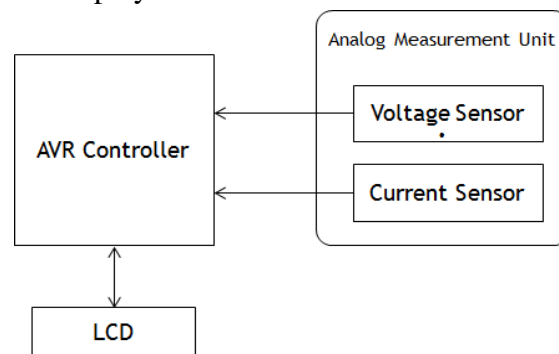 Analog Measurement Unit
Voltage Sensor
AVR Controller
Current Sensor
LCD